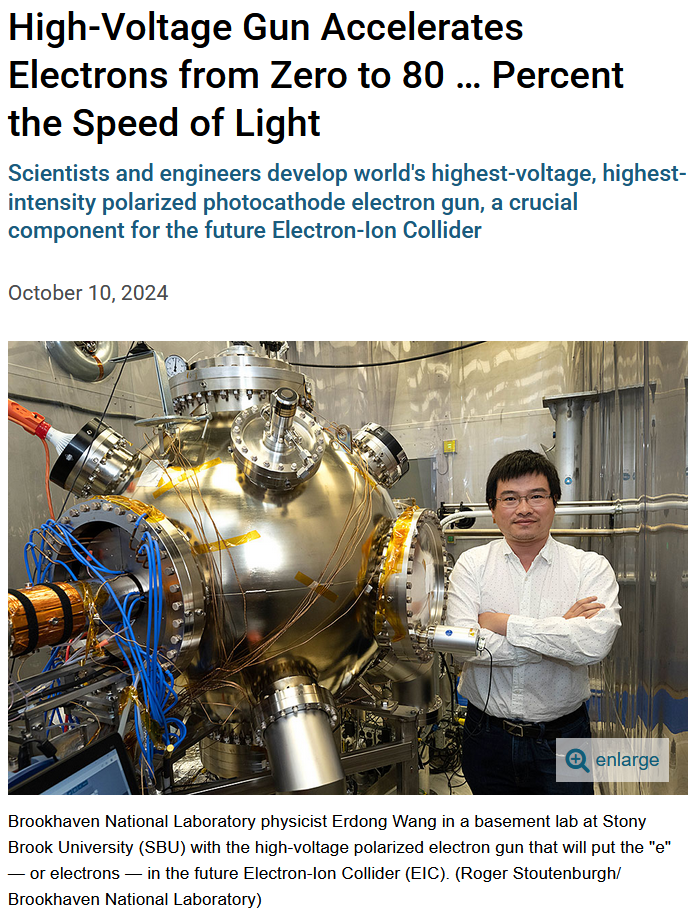 High-Voltage Gun Accelerates
Electrons from Zero to 80 … Percent
the Speed of Light
Scientists and engineers develop world's highest-voltage, highest-
intensity polarized photocathode electron gun, a crucial
component for the future Electron-Ion Collider
October 10, 2024
enlarge
Brookhaven National Laboratory physicist Erdong Wang in a basement lab at Stony
Brook University (SBU) with the high-voltage polarized electron gun that will put the "e"
— or electrons — in the future Electron-Ion Collider (EIC). (Roger Stoutenburgh/
Brookhaven National Laboratory)